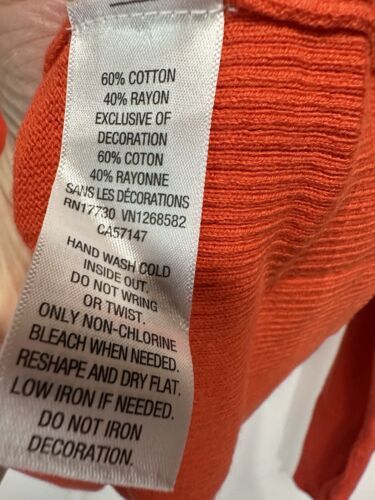 60% COTTON
40% RAYON
EXCLUSIVE OF
DECORATION
60% COTON
40% RAYONNE
SANS LES DÉCORATIONS
RN17730 VN1268582
CA57147
HAND WASH COLD
INSIDE OUT.
DO NOT WRING
OR TWIST.
ONLY NON-CHLORINE
BLEACH WHEN NEEDED.
RESHAPE AND DRY FLAT.
LOW IRON IF NEEDED.
DO NOT IRON
DECORATION.